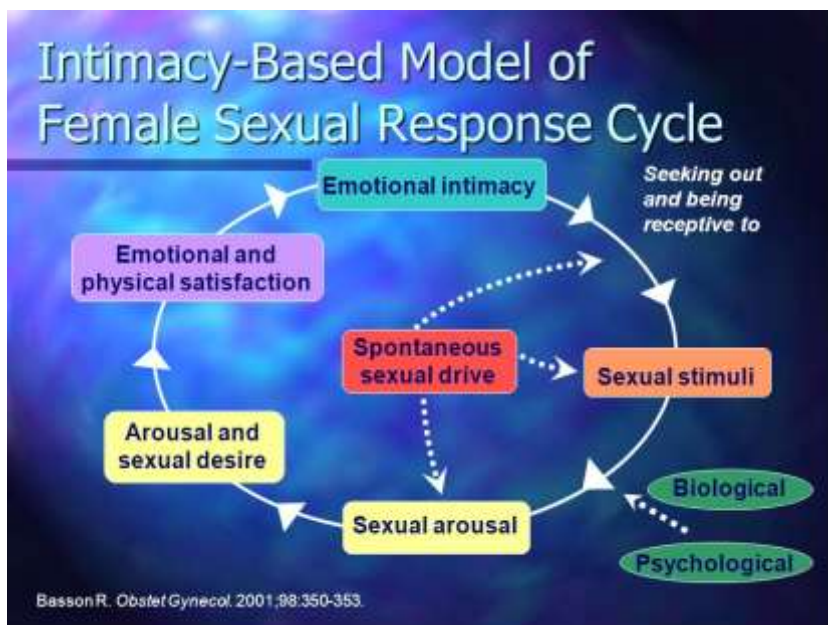 Intimacy-Based Model of
Female Sexual Response Cycle
Emotional intimacy
Seeking out
and being
receptive to
Emotional and
physical satisfaction
Spontaneous
sexual drive
Sexual stimuli
Arousal and
sexual desire
Sexual arousal
Biological
Psychological
Basson R. Obstet Gynecol. 2001;98:350-353.